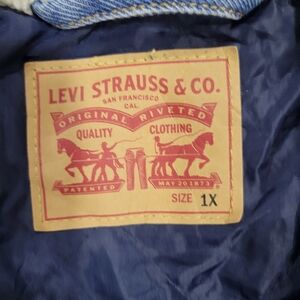 LEVI STRAUSS & CO.
SAN FRANCISCO
CAL.
ORIGINAL RIVETED
QUALITY CLOTHING
PATENTED MAY 20 1873
SIZE 1X